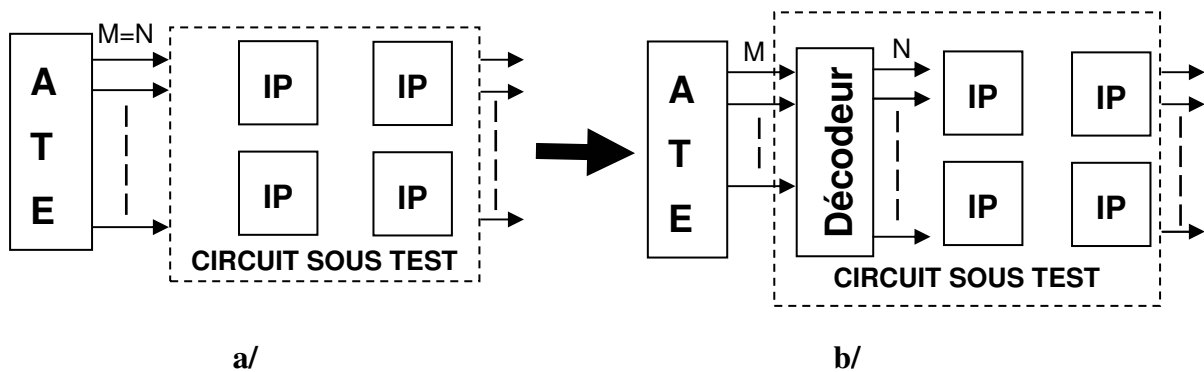 M=N
A
T
E
IP
IP
IP
IP
CIRCUIT SOUS TEST
a/
A
T
E
M
Décodeur
N
IP
IP
IP
IP
CIRCUIT SOUS TEST
b/